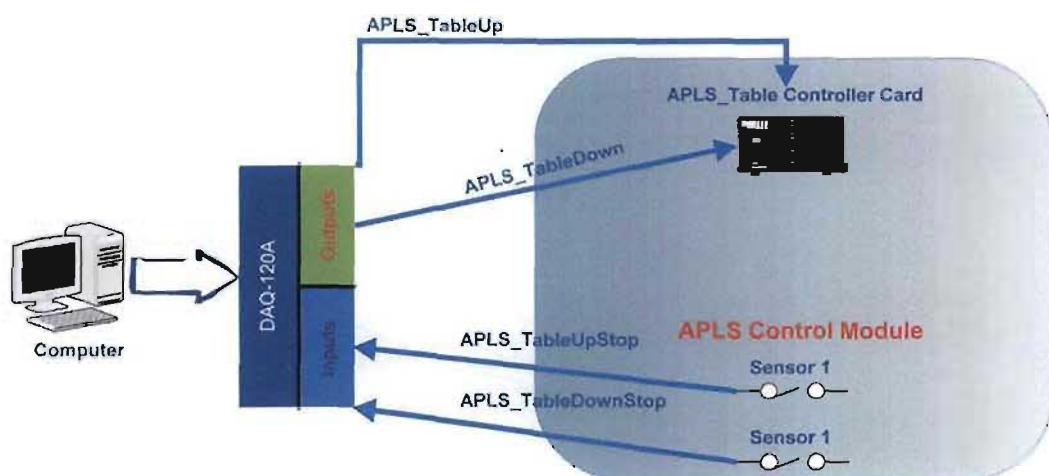 APLS_TableUp
APLS_Table Controller Card
APLS_TableDown
DAQ-120A
Outputs
Inputs
Computer
APLS_TableUpStop
APLS Control Module
Sensor 1
APLS_TableDownStop
Sensor 1